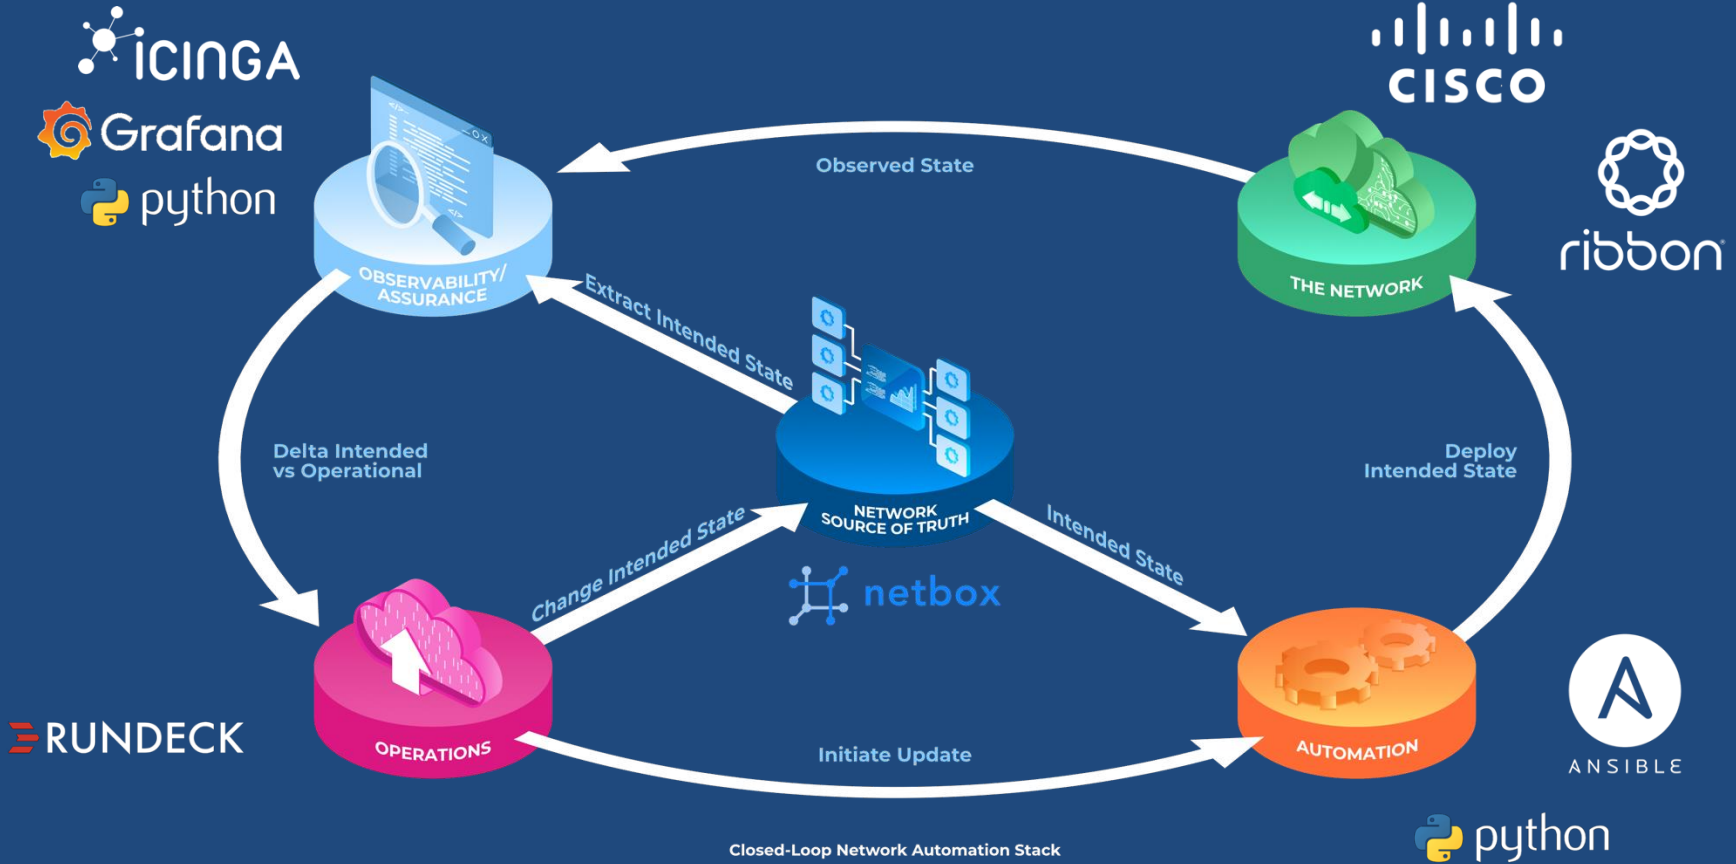 ICINGA
Grafana
python
CISCO
ribbon
Observed State
OBSERVABILITY/
ASSURANCE
THE NETWORK
Extract Intended State
Delta Intended
vs Operational
Deploy
Intended State
NETWORK
SOURCE OF TRUTH
Change Intended State
Intended State
netbox
RUNDECK
OPERATIONS
Initiate Update
AUTOMATION
ANSIBLE
python
Closed-Loop Network Automation Stack